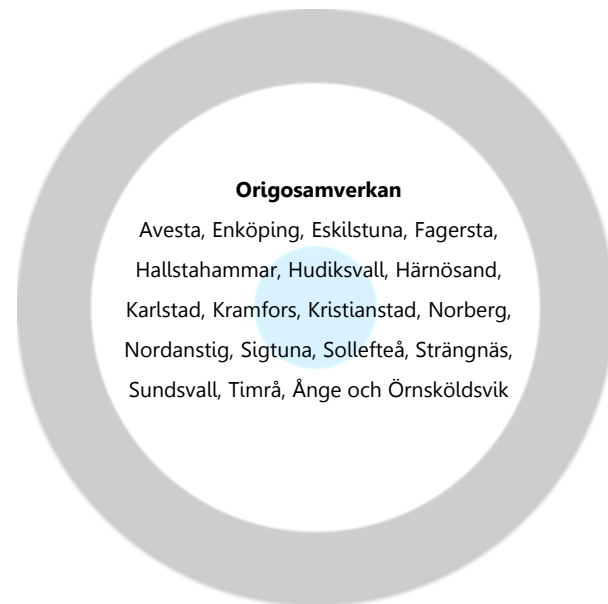 Origosamverkan
Avesta, Enköping, Eskilstuna, Fagersta,
Hallstahammar, Hudiksvall, Härnösand,
Karlstad, Kramfors, Kristianstad, Norberg,
Nordanstig, Sigtuna, Sollefteå, Strängnäs,
Sundsvall, Timrå, Ånge och Örnsköldsvik